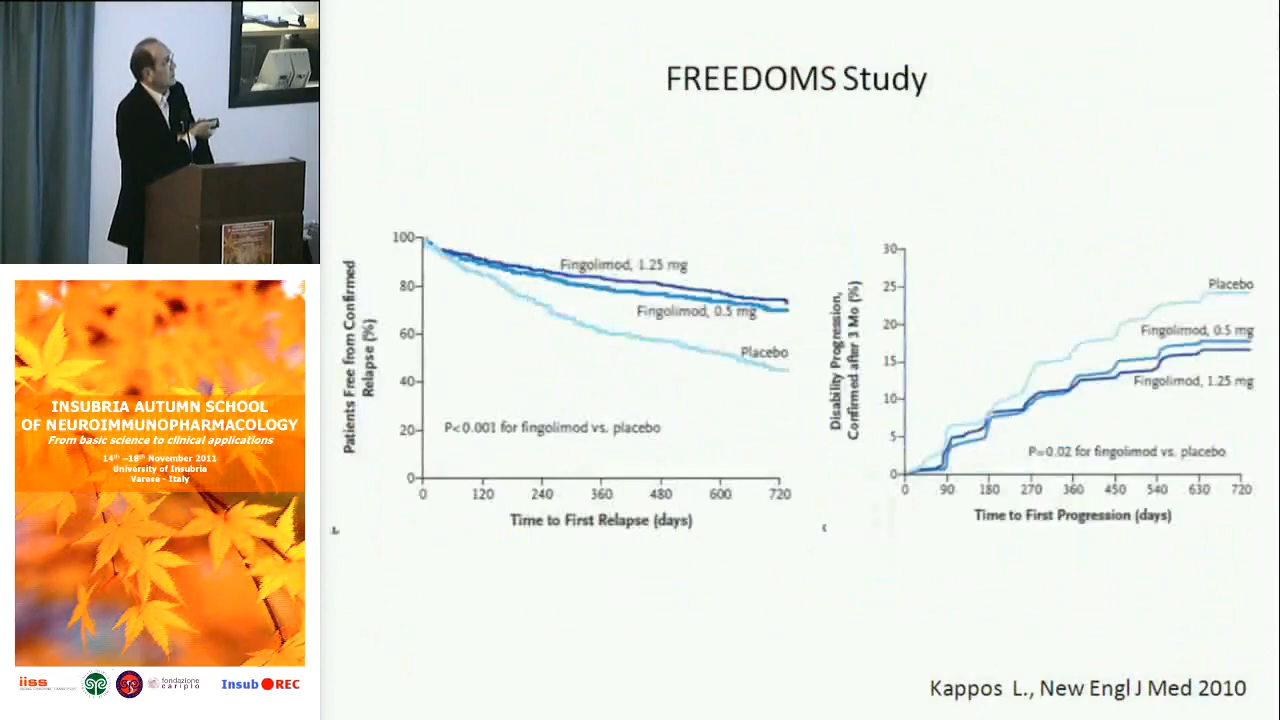 FREEDOMS Study
100
80
60
40
20
0
Patients Free from Confirmed
Relapse (%)
Fingolimod, 1.25 mg
Fingolimod, 0.5 mg
Placebo
P<0.001 for fingolimod vs. placebo
0 120 240 360 480 600 720
Time to First Relapse (days)
30
25
20
15
10
5
0
Disability Progression,
Confirmed after 3 Mo (%)
Placebo
Fingolimod, 0.5 mg
Fingolimod, 1.25 mg
P=0.02 for fingolimod vs. placebo
0 90 180 270 360 450 540 630 720
Time to First Progression (days)
Kappos L., New Engl J Med 2010
INSUBRIA AUTUMN SCHOOL
OF NEUROIMMUNOPHARMACOLOGY
From basic science to clinical applications
14th –18th November 2011
University of Insubria
Varese - Italy
iiss
fondazione
cariplo
Insub REC